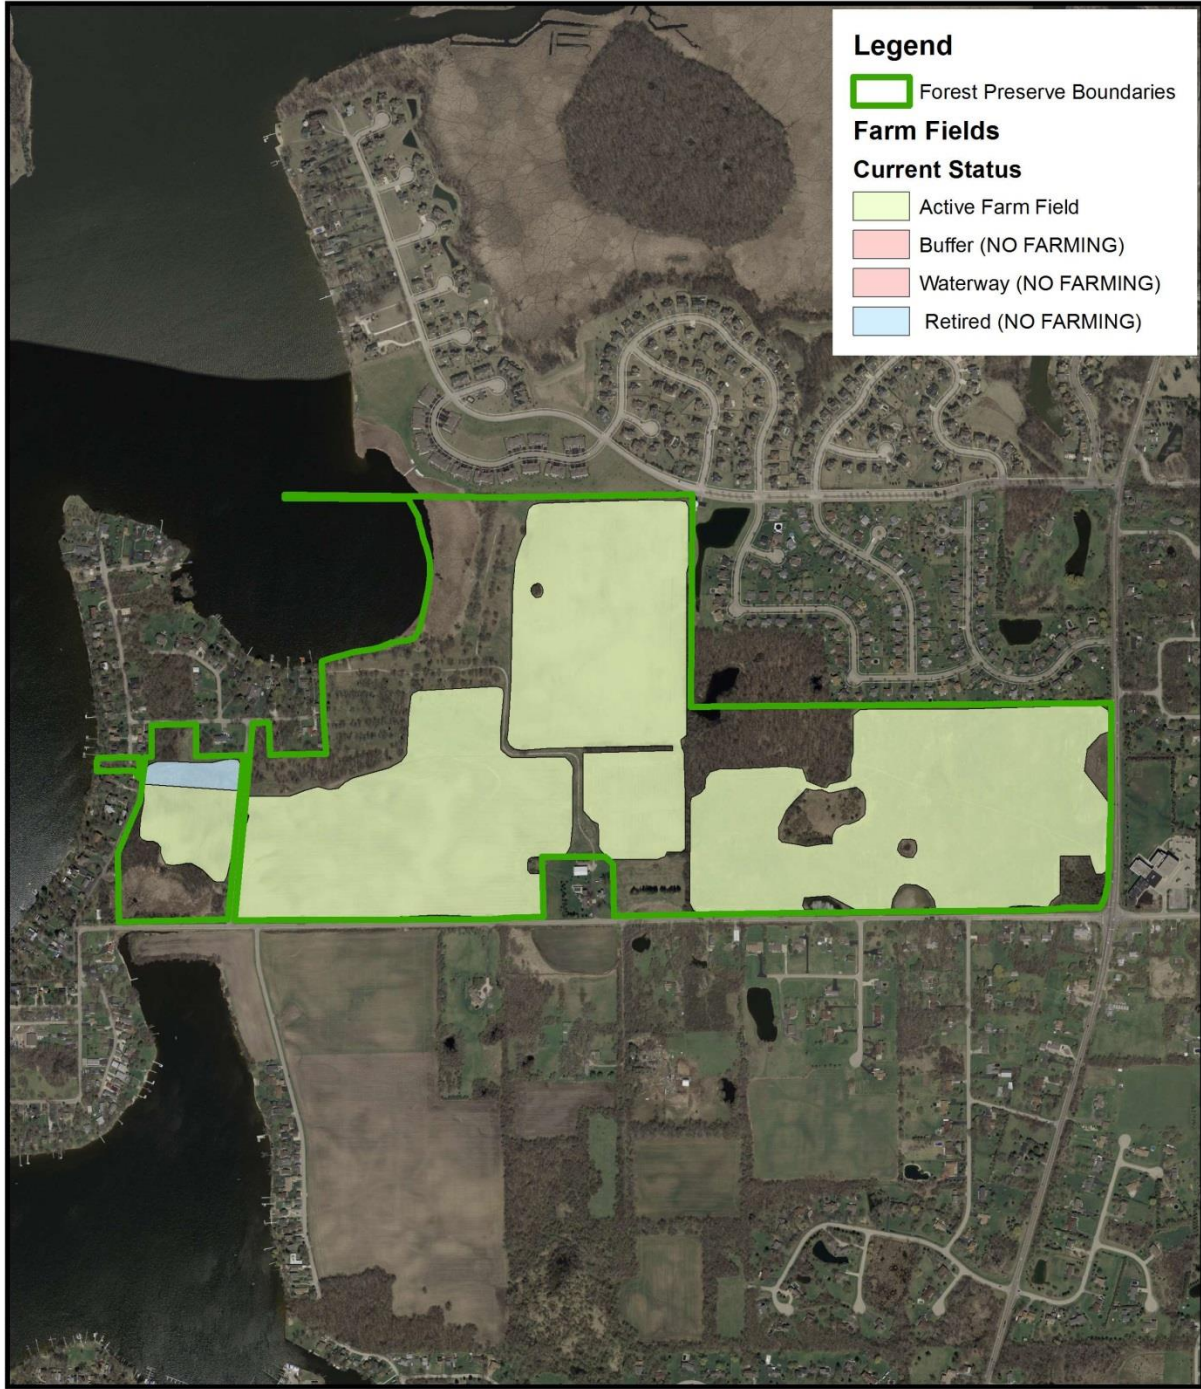 Legend
Forest Preserve Boundaries
Farm Fields
Current Status
Active Farm Field
Buffer (NO FARMING)
Waterway (NO FARMING)
Retired (NO FARMING)